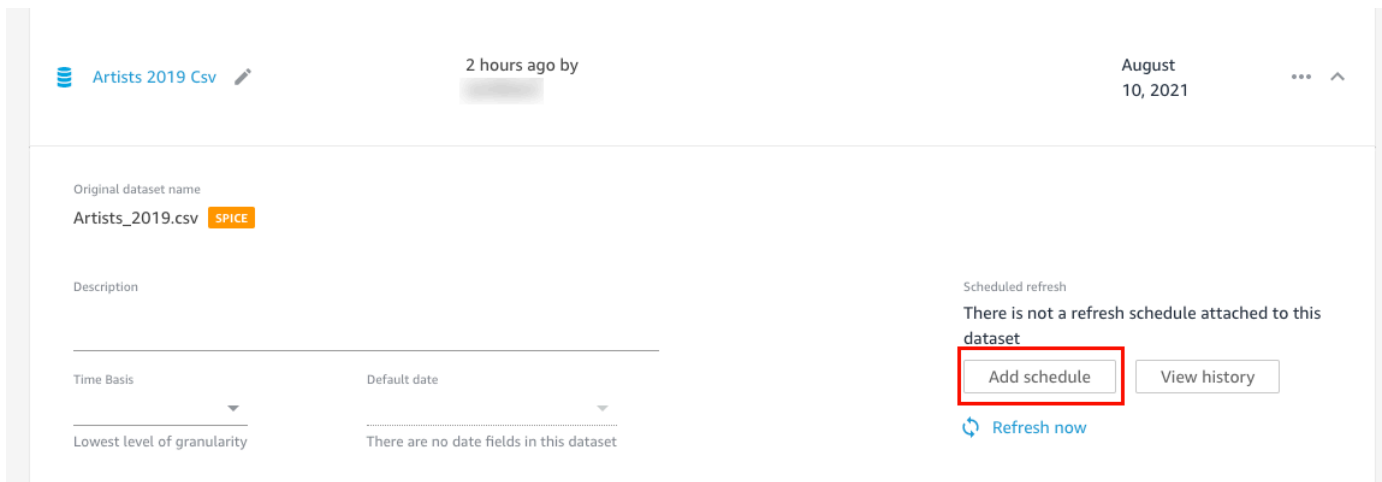 Artists 2019 Csv
2 hours ago by
August
10, 2021
Original dataset name
Artists_2019.csv SPICE
Description
Scheduled refresh
There is not a refresh schedule attached to this
dataset
Add schedule View history
Refresh now
Time Basis
Default date
Lowest level of granularity
There are no date fields in this dataset